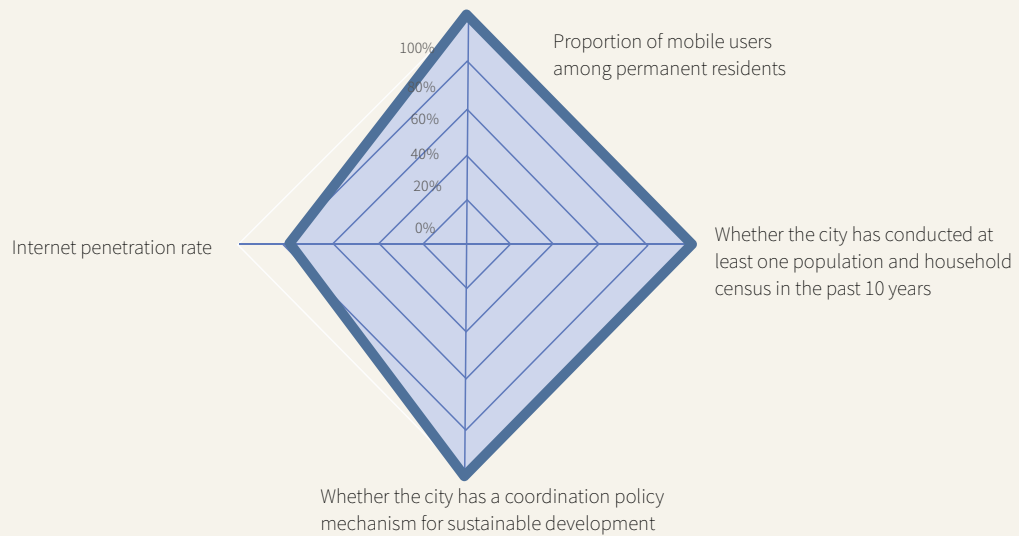 100%
80%
60%
40%
20%
0%
Proportion of mobile users
among permanent residents
Internet penetration rate
Whether the city has conducted at
least one population and household
census in the past 10 years
Whether the city has a coordination policy
mechanism for sustainable development